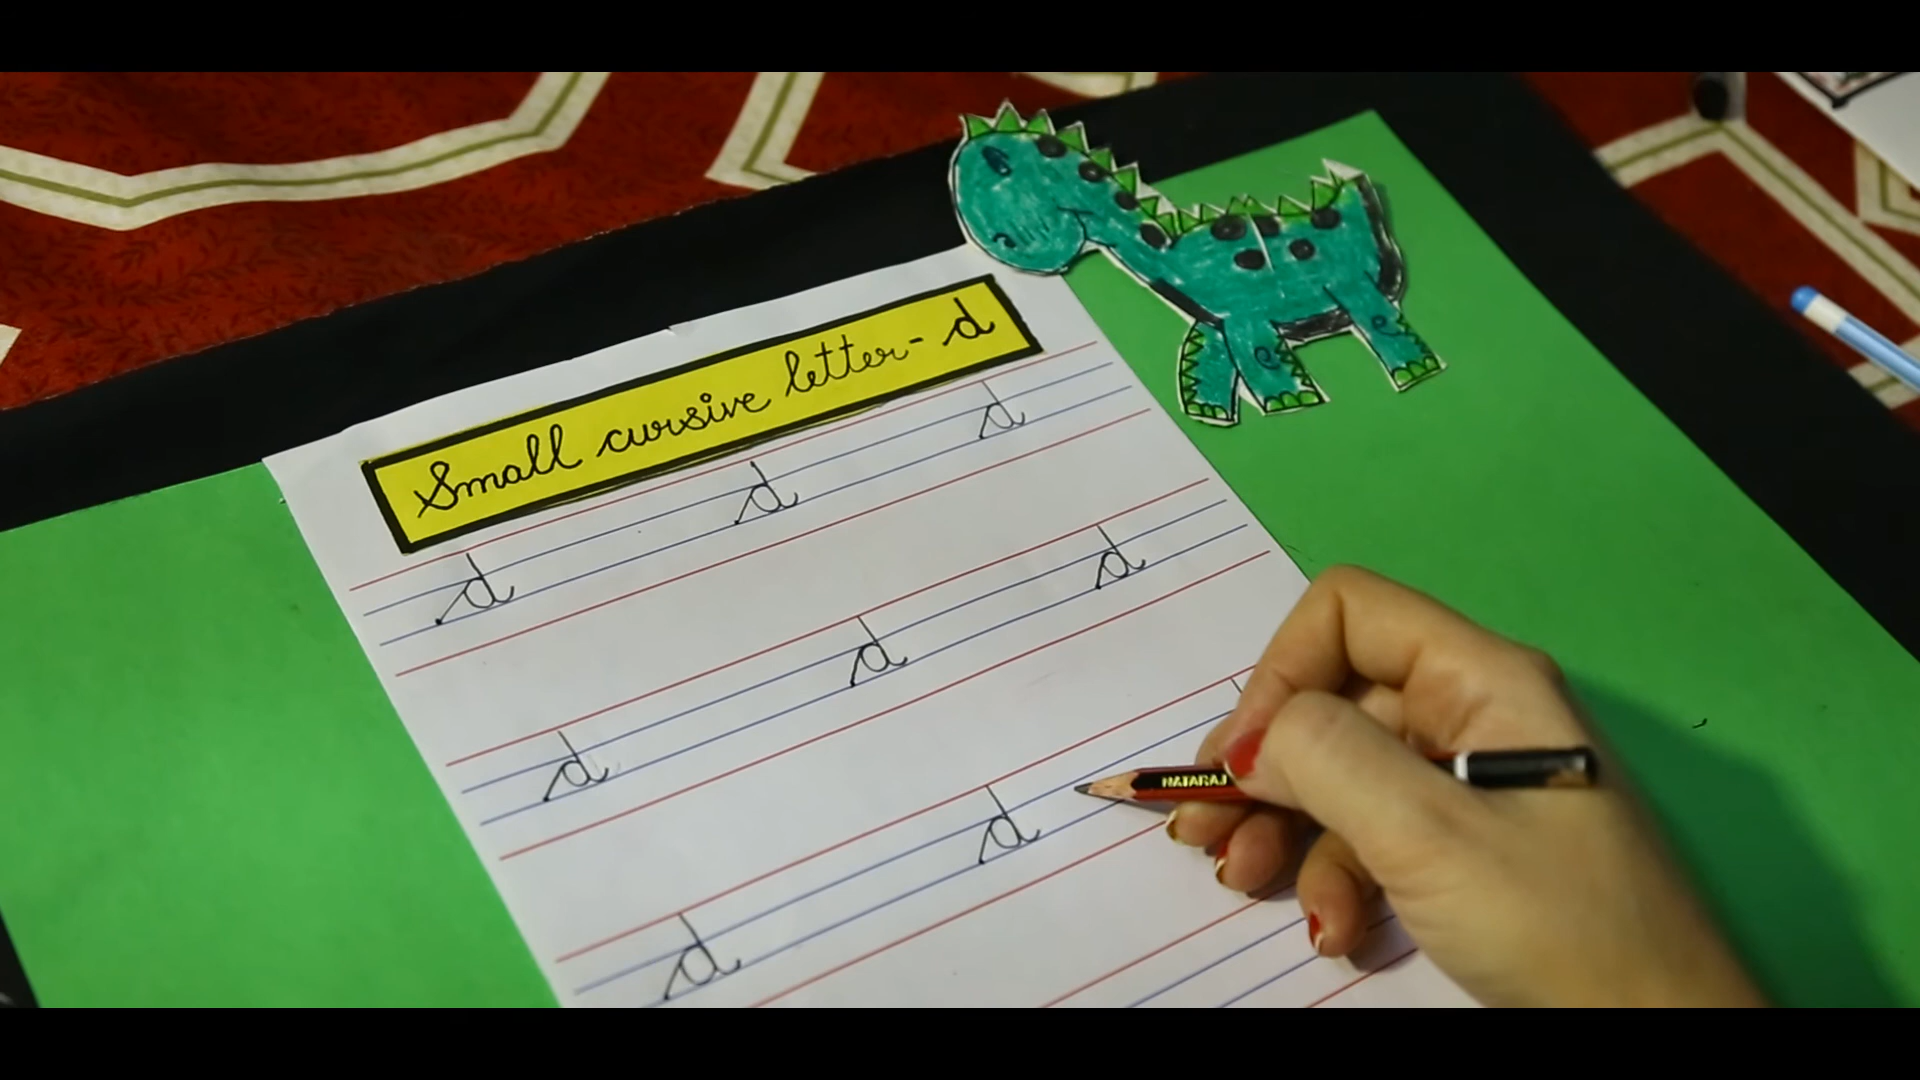 Small cursive letter- d
d d d
d d d
d d
NATARAJ